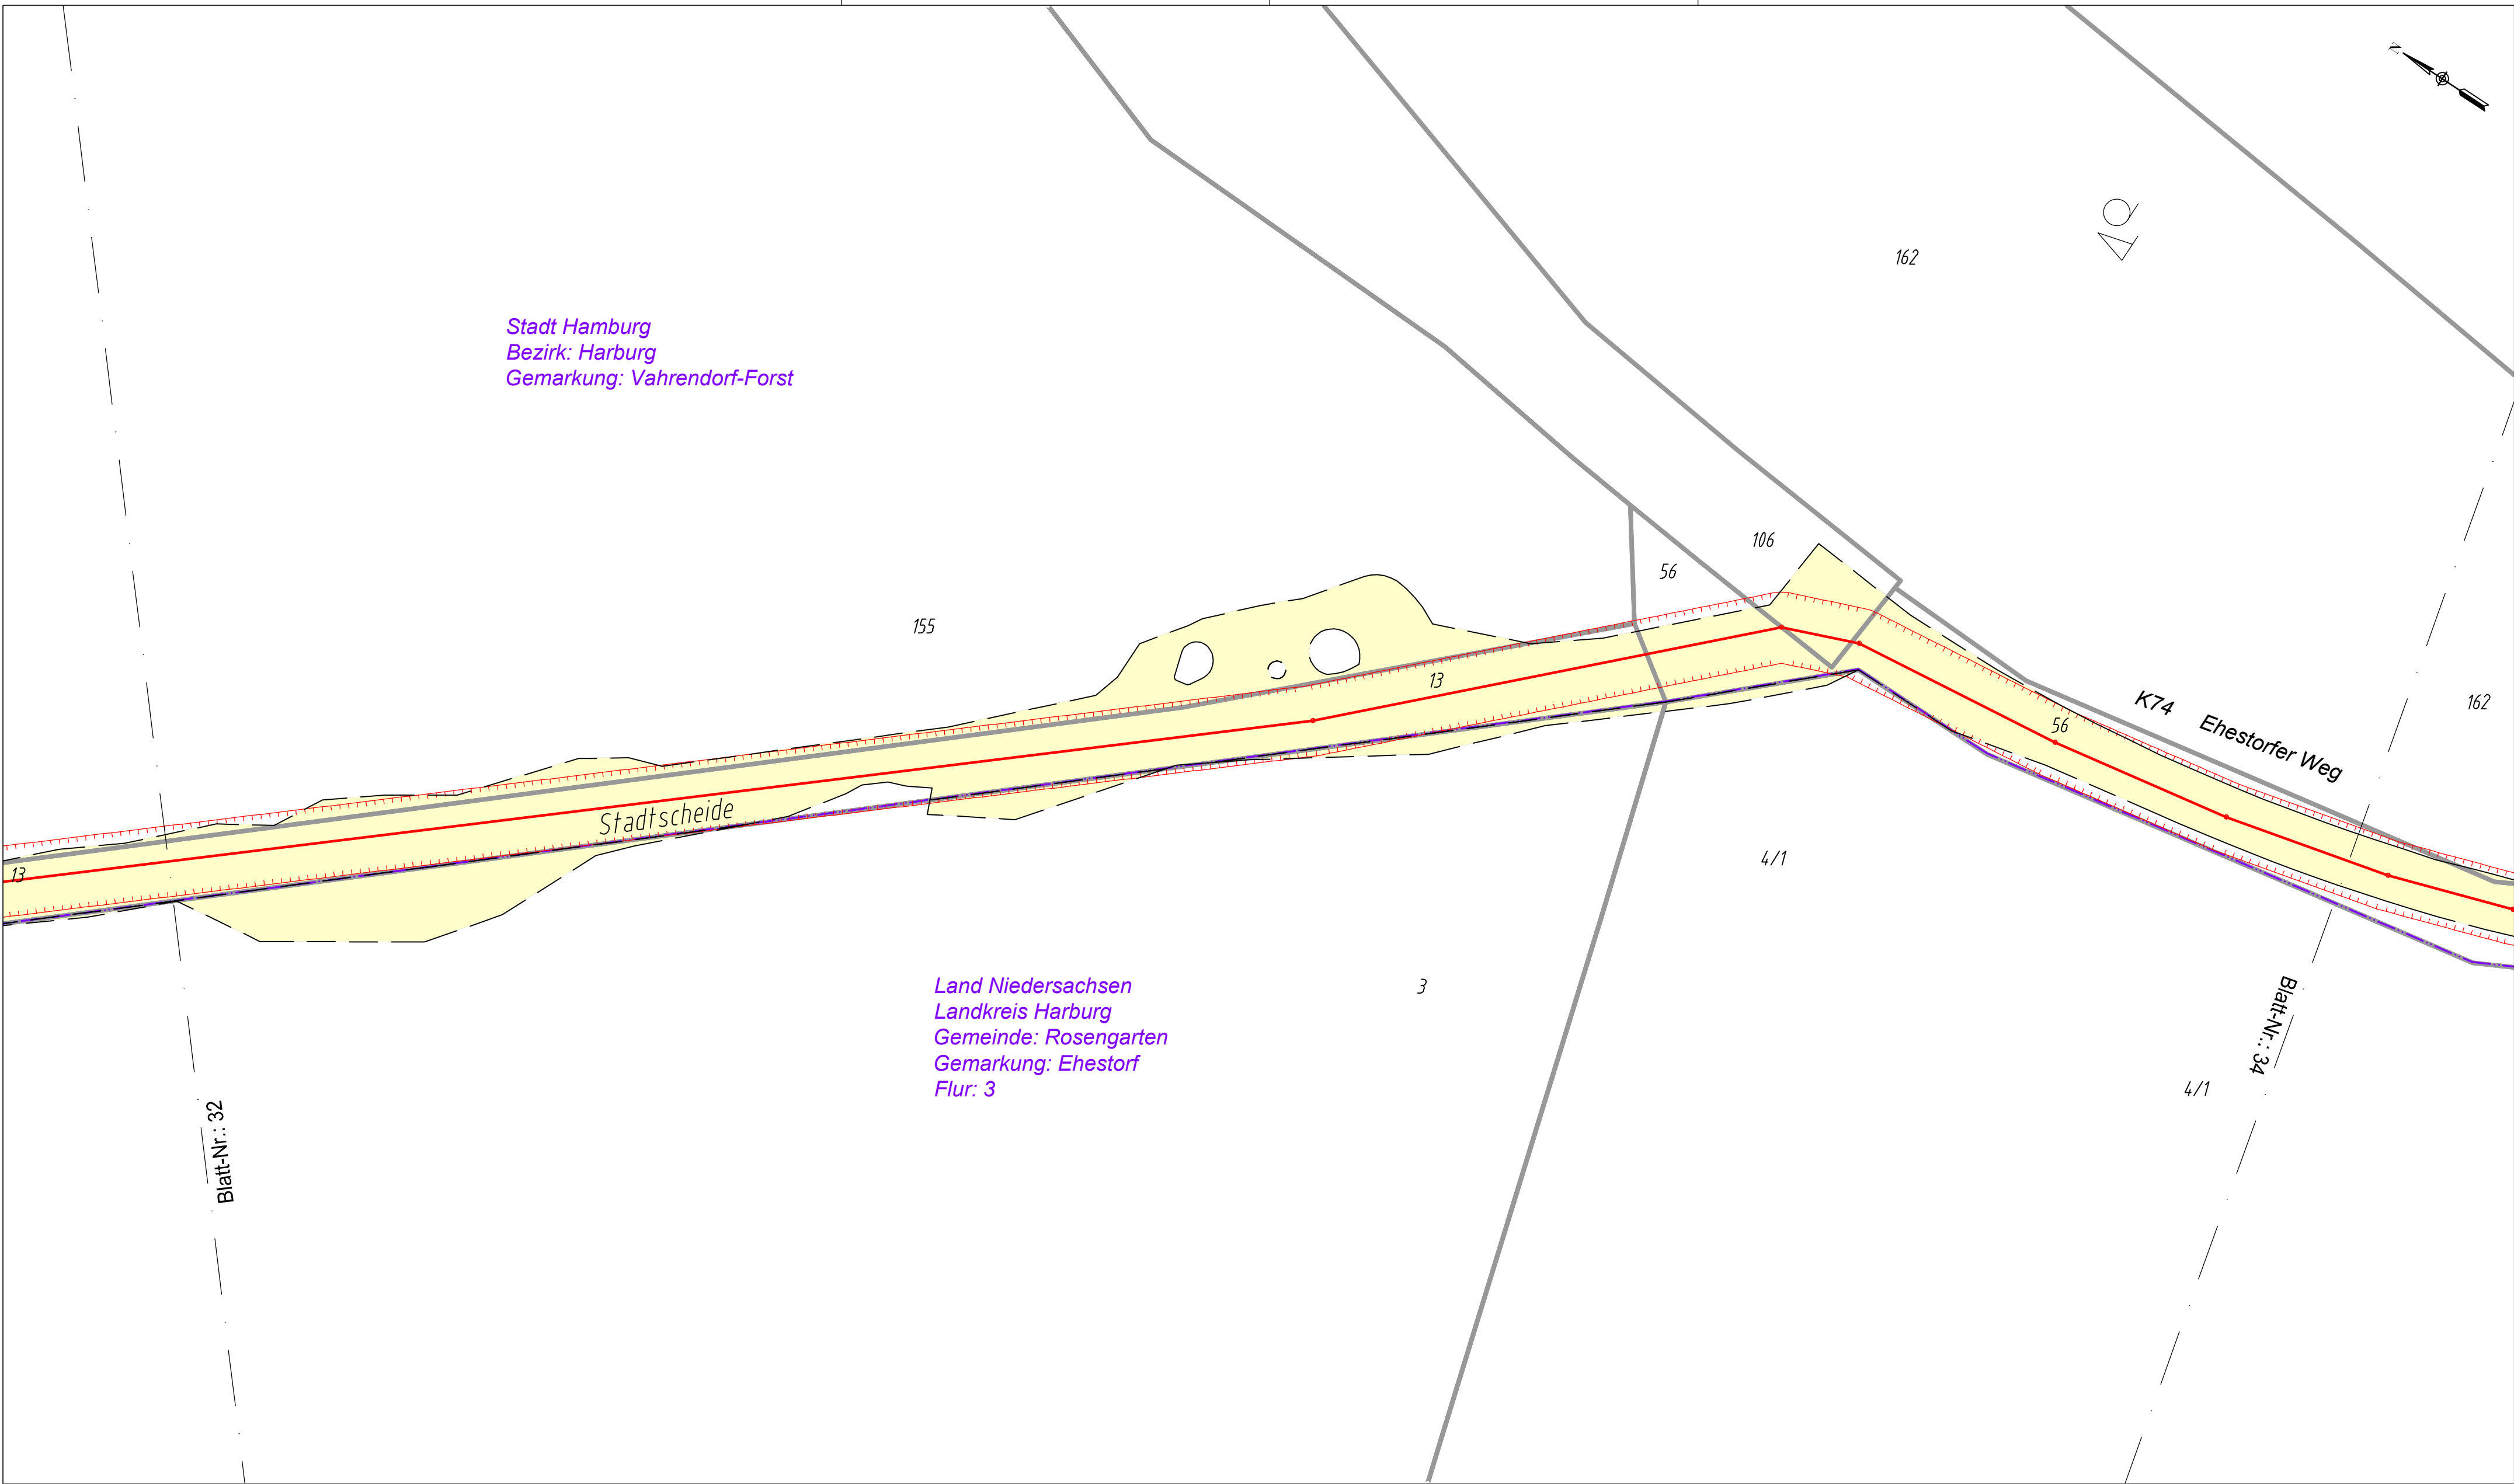 N
162
Stadt Hamburg
Bezirk: Harburg
Gemarkung: Vahrendorf-Forst
106
56
155
13
K74 Ehestorfer Weg
162
56
Stadtscheide
13
4/1
3
Land Niedersachsen
Landkreis Harburg
Gemeinde: Rosengarten
Gemarkung: Ehestorf
Flur: 3
Blatt-Nr.: 34
4/1
Blatt-Nr.: 32